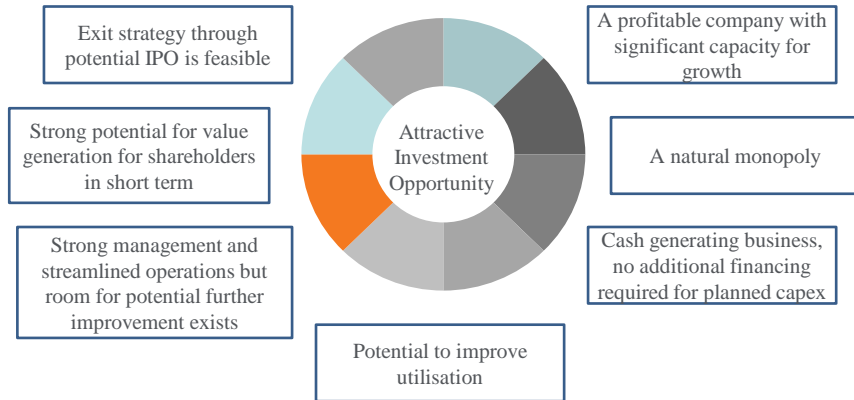 Exit strategy through
potential IPO is feasible
A profitable company with
significant capacity for
growth
Strong potential for value
generation for shareholders
in short term
Attractive
Investment
Opportunity
A natural monopoly
Strong management and
streamlined operations but
room for potential further
improvement exists
Cash generating business,
no additional financing
required for planned capex
Potential to improve
utilisation